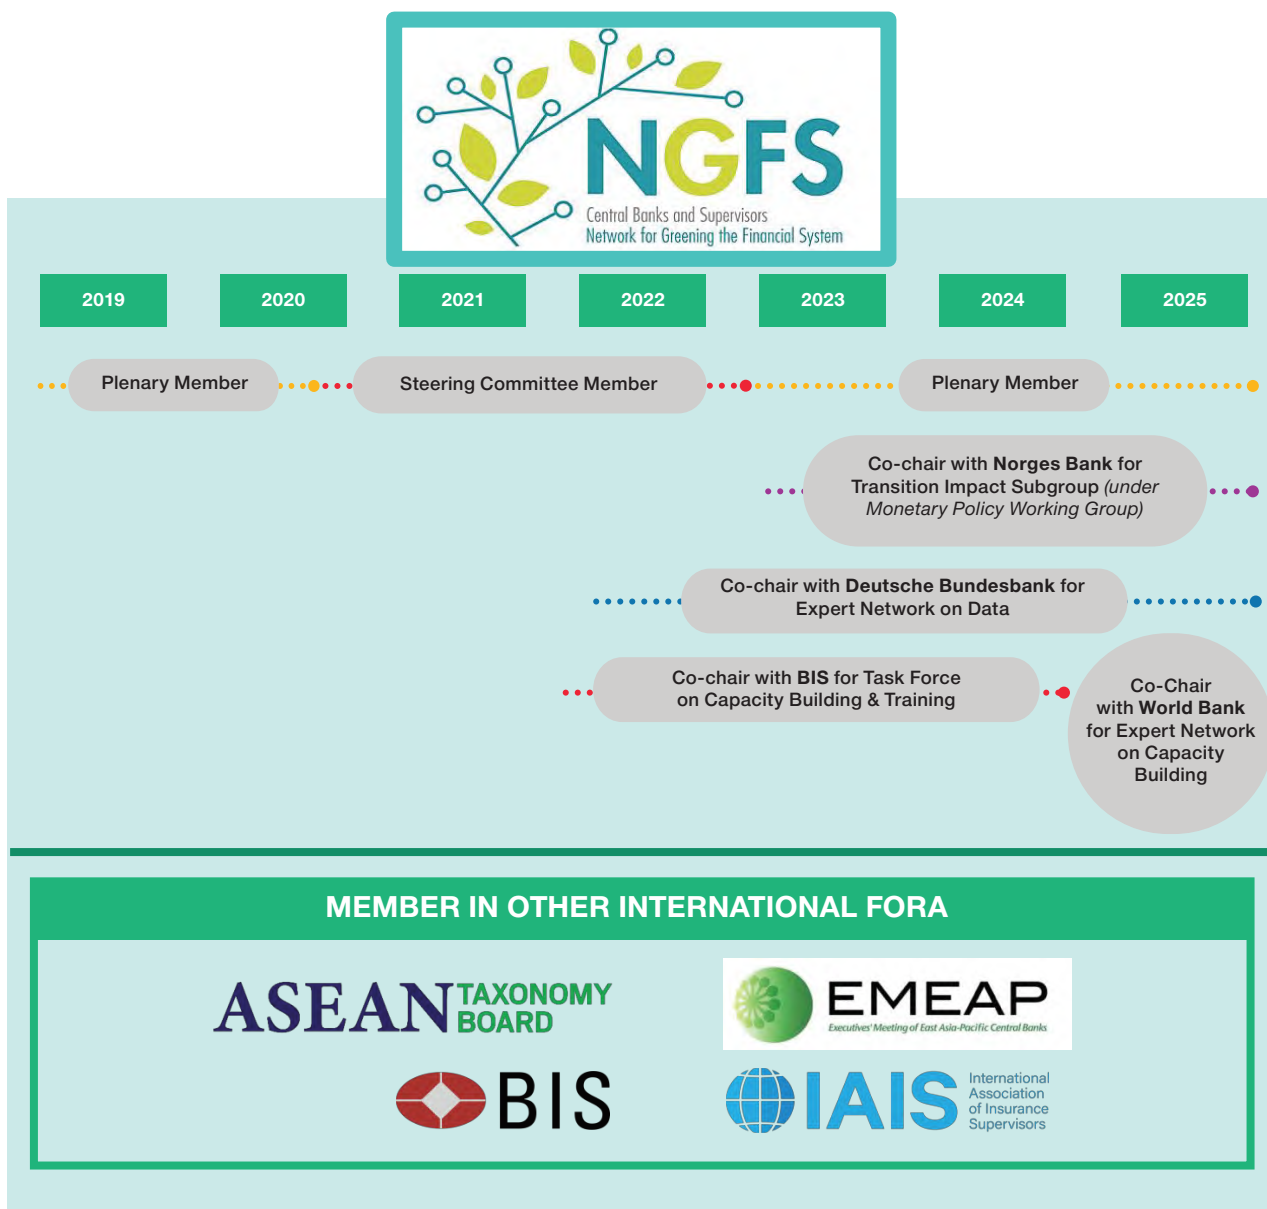 NGFS
Central Banks and Supervisors
Network for Greening the Financial System
2019
2020
2021
2022
2023
2024
2025
Plenary Member
Steering Committee Member
Plenary Member
Co-chair with Norges Bank for
Transition Impact Subgroup (under
Monetary Policy Working Group)
Co-chair with Deutsche Bundesbank for
Expert Network on Data
Co-chair with BIS for Task Force
on Capacity Building & Training
Co-Chair
with World Bank
for Expert Network
on Capacity
Building
MEMBER IN OTHER INTERNATIONAL FORA
ASEAN TAXONOMY
BOARD
EMEAP
Executives' Meeting of East Asia-Pacific Central Banks
BIS
IAIS
International
Association
of Insurance
Supervisors